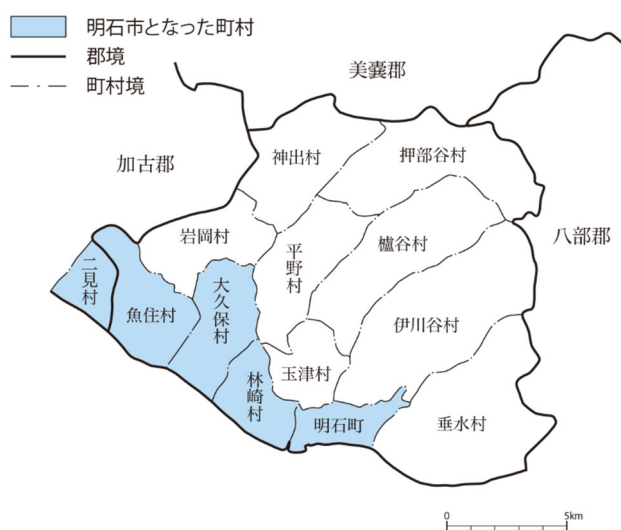 明石市となった町村
郡境
町村境
美嚢郡
加古郡
八部郡
神出村
押部谷村
岩岡村
平野村
櫨谷村
二見村
魚住村
大久保村
伊川谷村
林崎村
玉津村
明石町
垂水村
0
5km